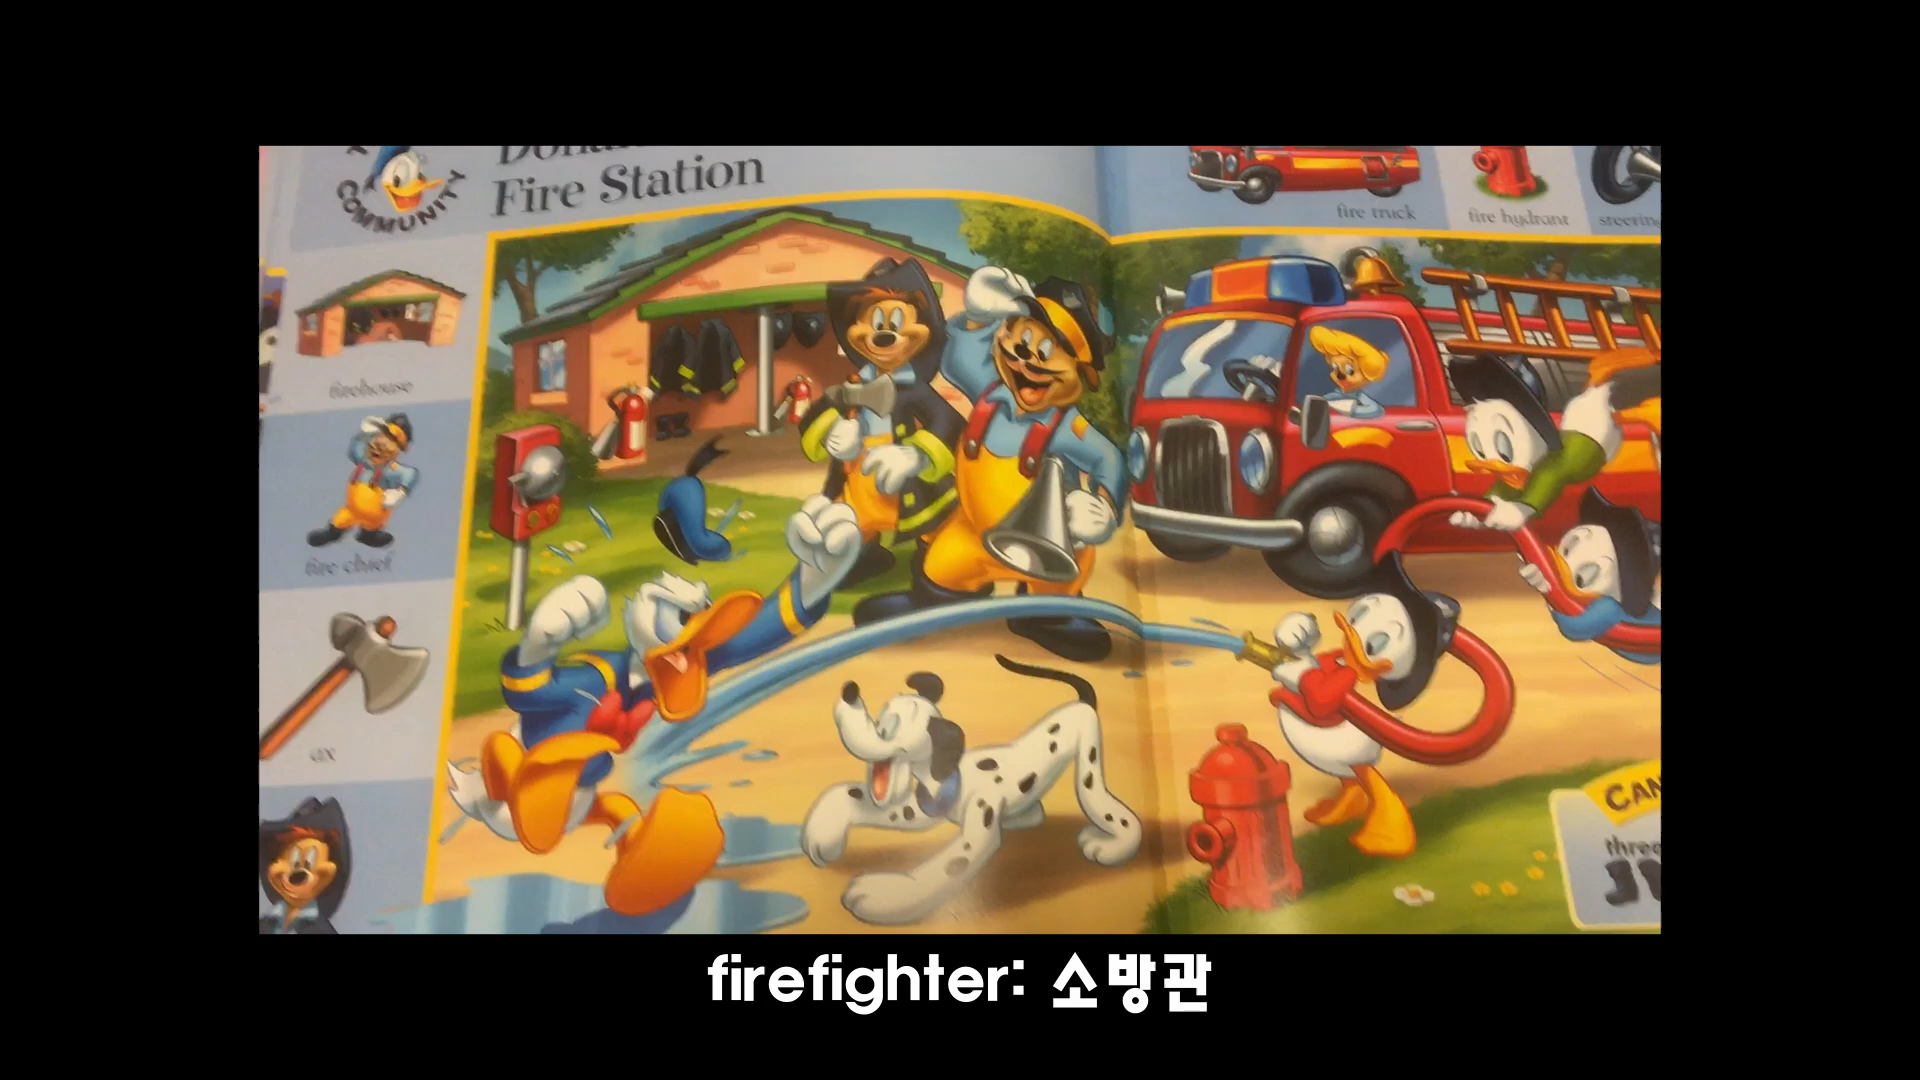 COMMUNITY
Fire Station
fire truck
fire hydrant
firehouse
fire chief
ax
firefighter: 소방관